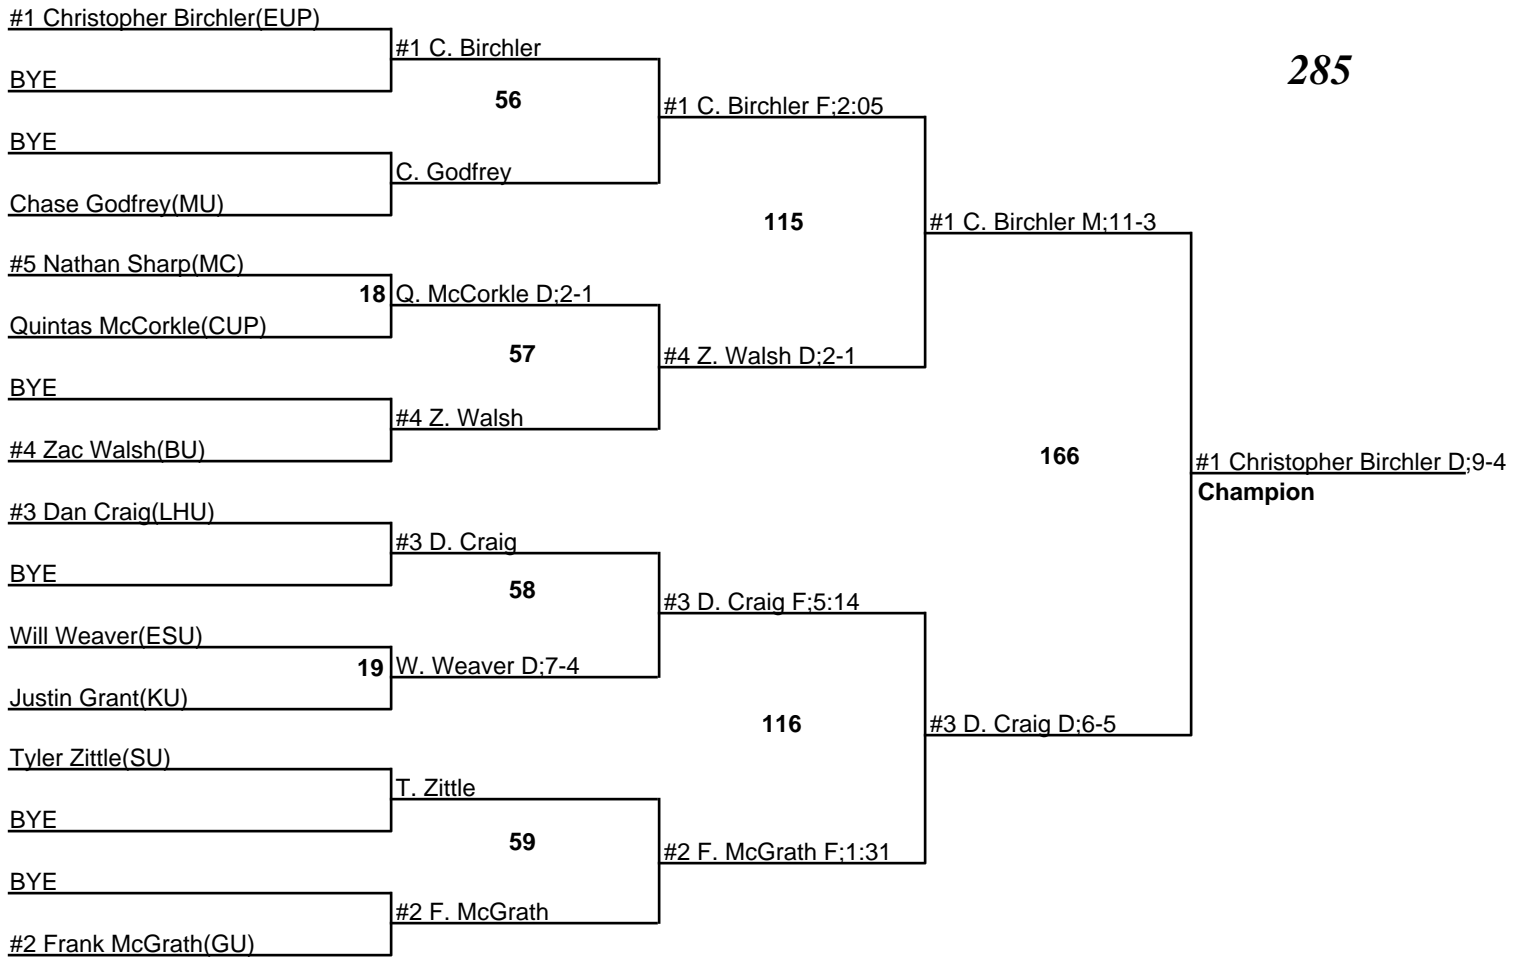 #1 Christopher Birchler(EUP)
#1 C. Birchler
BYE
56
285
#1 C. Birchler F;2:05
BYE
C. Godfrey
Chase Godfrey(MU)
115
#1 C. Birchler M;11-3
#5 Nathan Sharp(MC)
18
Q. McCorkle D;2-1
Quintas McCorkle(CUP)
57
#4 Z. Walsh D;2-1
BYE
#4 Z. Walsh
#4 Zac Walsh(BU)
166
#1 Christopher Birchler D;9-4
Champion
#3 Dan Craig(LHU)
#3 D. Craig
BYE
58
#3 D. Craig F;5:14
Will Weaver(ESU)
19
W. Weaver D;7-4
Justin Grant(KU)
116
#3 D. Craig D;6-5
Tyler Zittle(SU)
T. Zittle
BYE
59
#2 F. McGrath F;1:31
BYE
#2 F. McGrath
#2 Frank McGrath(GU)